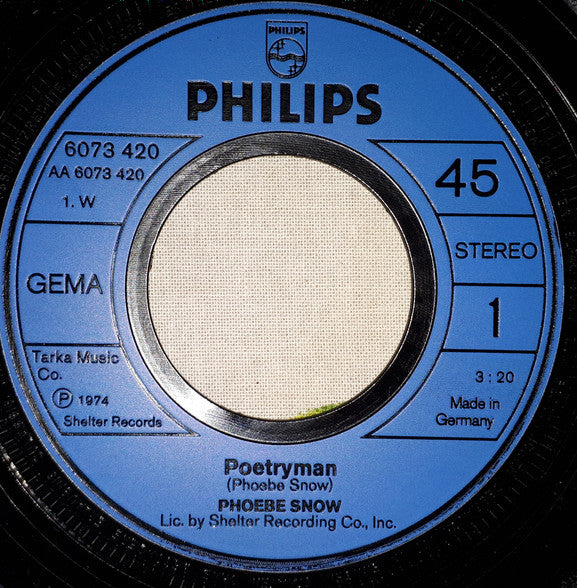 PHILIPS
PHILIPS
6073 420
AA 6073 420
1. W
45
GEMA
STEREO
1
Tarka Music
Co.
Ⓟ 1974
Shelter Records
3 : 20
Made in
Germany
Poetryman
(Phoebe Snow)
PHOEBE SNOW
Lic. by Shelter Recording Co., Inc.